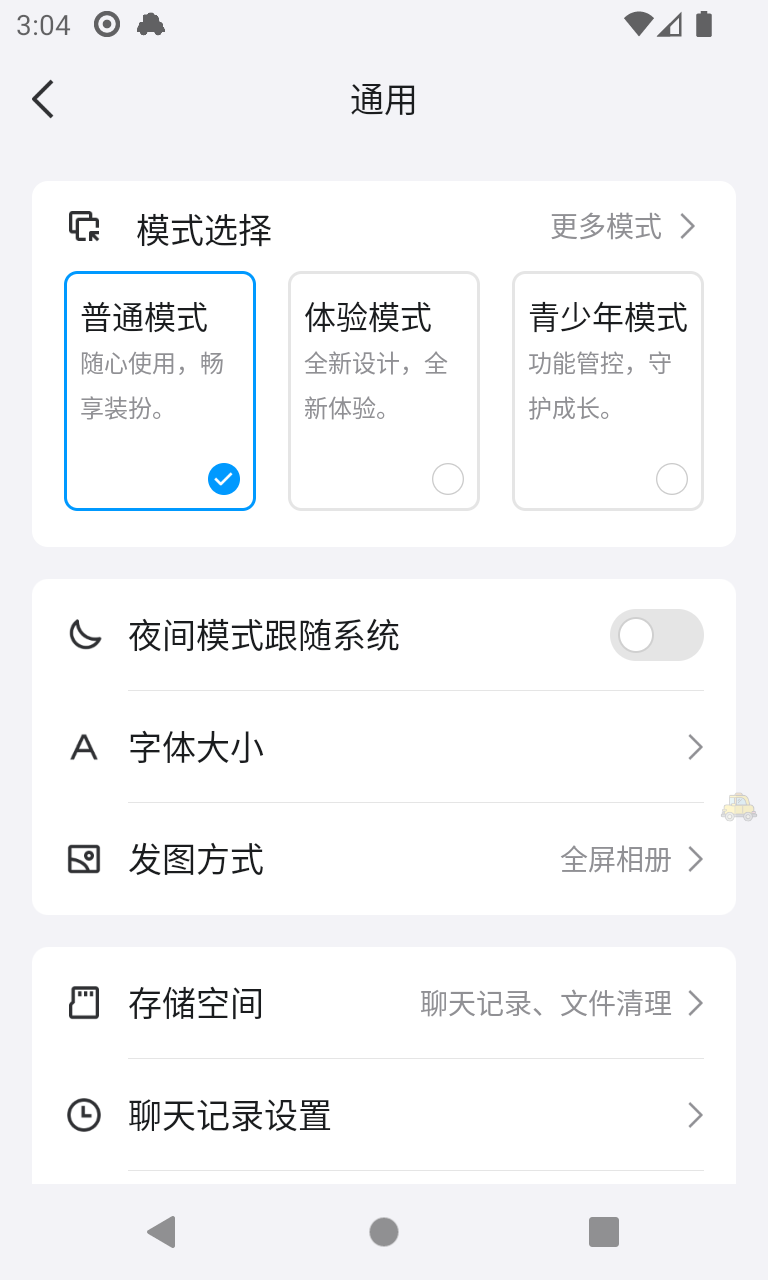 3:04
通用
模式选择
更多模式
普通模式
随心使用，畅
享装扮。
体验模式
全新设计，全
新体验。
青少年模式
功能管控，守
护成长。
夜间模式跟随系统
字体大小
发图方式
全屏相册
存储空间
聊天记录、文件清理
聊天记录设置